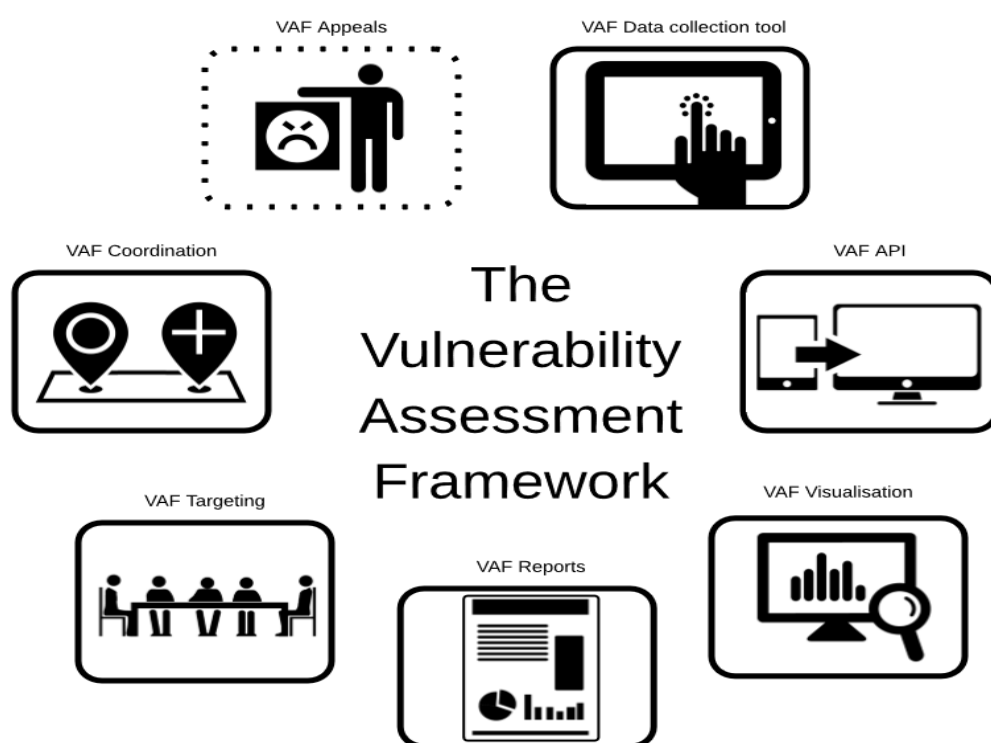 VAF Appeals
VAF Data collection tool
VAF Coordination
VAF API
The
Vulnerability
Assessment
Framework
VAF Targeting
VAF Visualisation
VAF Reports